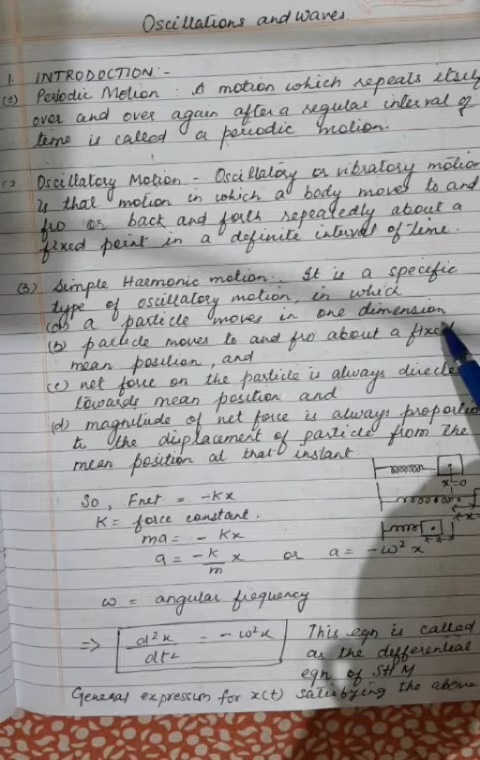 Oscillations and waves.
1. INTRODUCTION:-
(1) Periodic Motion : A motion which repeats itself
over and over again after a regular interval of
time is called a periodic motion.
Oscillatory Motion - Oscillatory or vibratory motion
is that motion in which a body moves to and
fro or back and forth repeatedly about a
fixed point in a definite interval of time.
(3) Simple Harmonic motion:- It is a specific
type of oscillatory motion, in which
(a) a particle moves in one dimension
(b) particle moves to and fro about a fixed
mean position, and
(c) net force on the particle is always directe
towards mean position and
(d) magnitude of net force is always proportio
to the displacement of particle from the
mean position at that instant
x=0
So, Fnet = -Kx
K = force constant.
ma = -Kx
a = -k/m x or a = -ω² x
ω = angular frequency
=> d²x/dt² = -ω²x This eqn is called
as the differential
eqn of SHM
General expression for x(t) satisfying the above